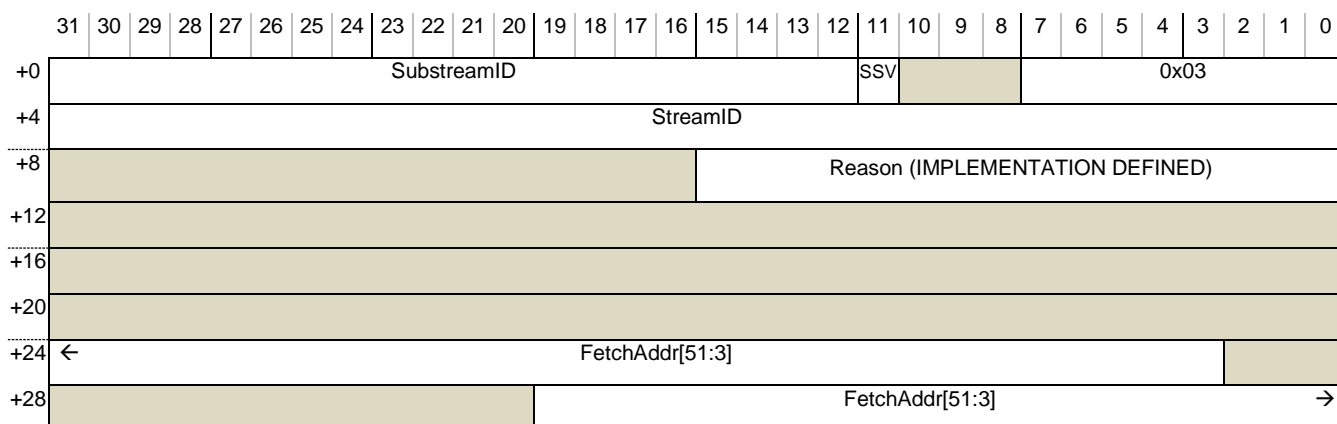 31 30 29 28 27 26 25 24 23 22 21 20 19 18 17 16 15 14 13 12 11 10 9 8 7 6 5 4 3 2 1 0
+0 SubstreamID SSV 0x03
+4 StreamID
+8 Reason (IMPLEMENTATION DEFINED)
+12
+16
+20
+24 ← FetchAddr[51:3]
+28 FetchAddr[51:3] →